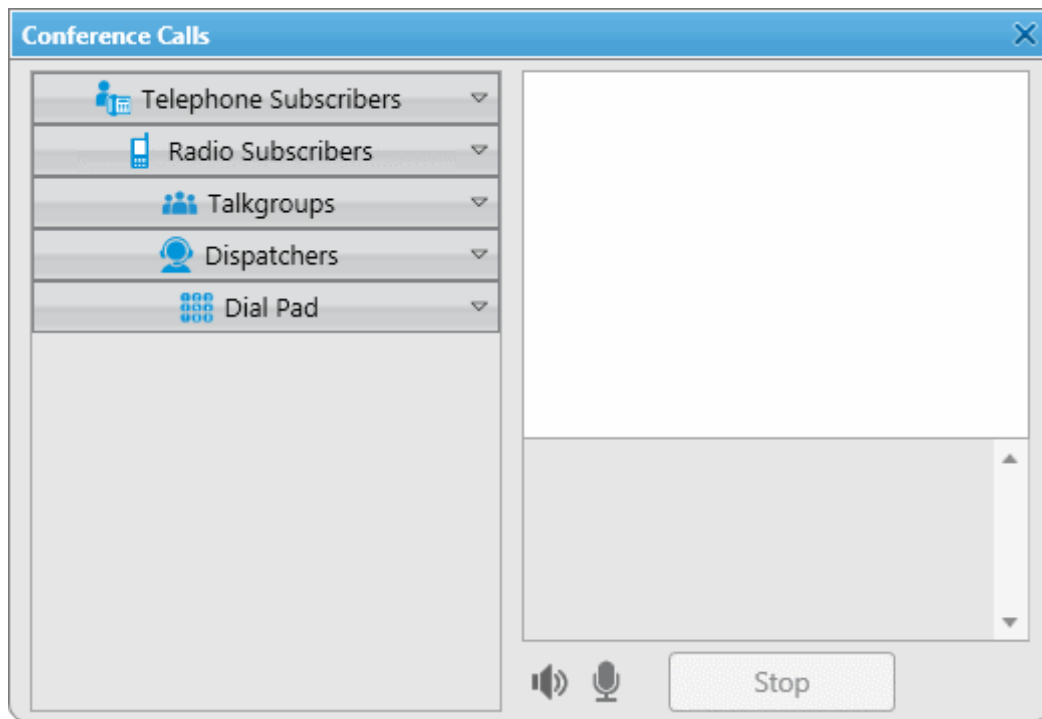 Conference Calls
Telephone Subscribers
Radio Subscribers
Talkgroups
Dispatchers
Dial Pad
Stop